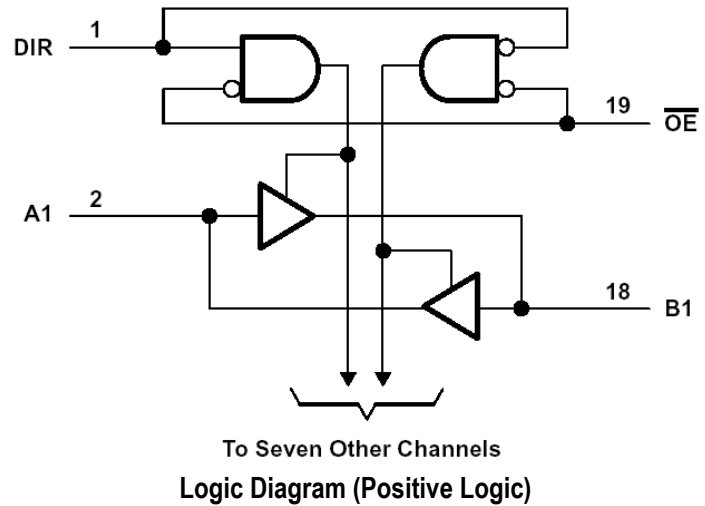 DIR 1
19 OE
A1 2
18 B1
To Seven Other Channels
Logic Diagram (Positive Logic)